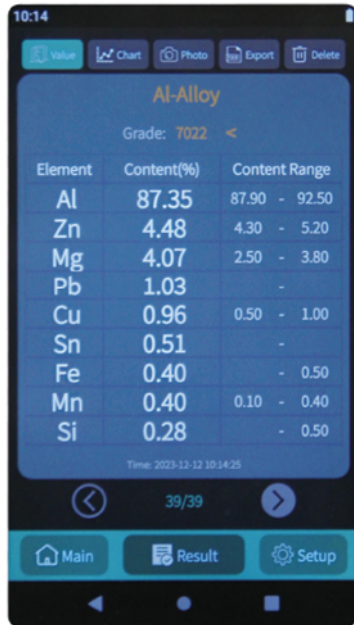 10:14
Value Chart Photo Export Delete
Al-Alloy
Grade: 7022 <
Element Content(%) Content Range
Al 87.35 87.90 - 92.50
Zn 4.48 4.30 - 5.20
Mg 4.07 2.50 - 3.80
Pb 1.03 -
Cu 0.96 0.50 - 1.00
Sn 0.51 -
Fe 0.40 - 0.50
Mn 0.40 0.10 - 0.40
Si 0.28 - 0.50
Time: 2023-12-12 10:14:25
39/39
Main Result Setup